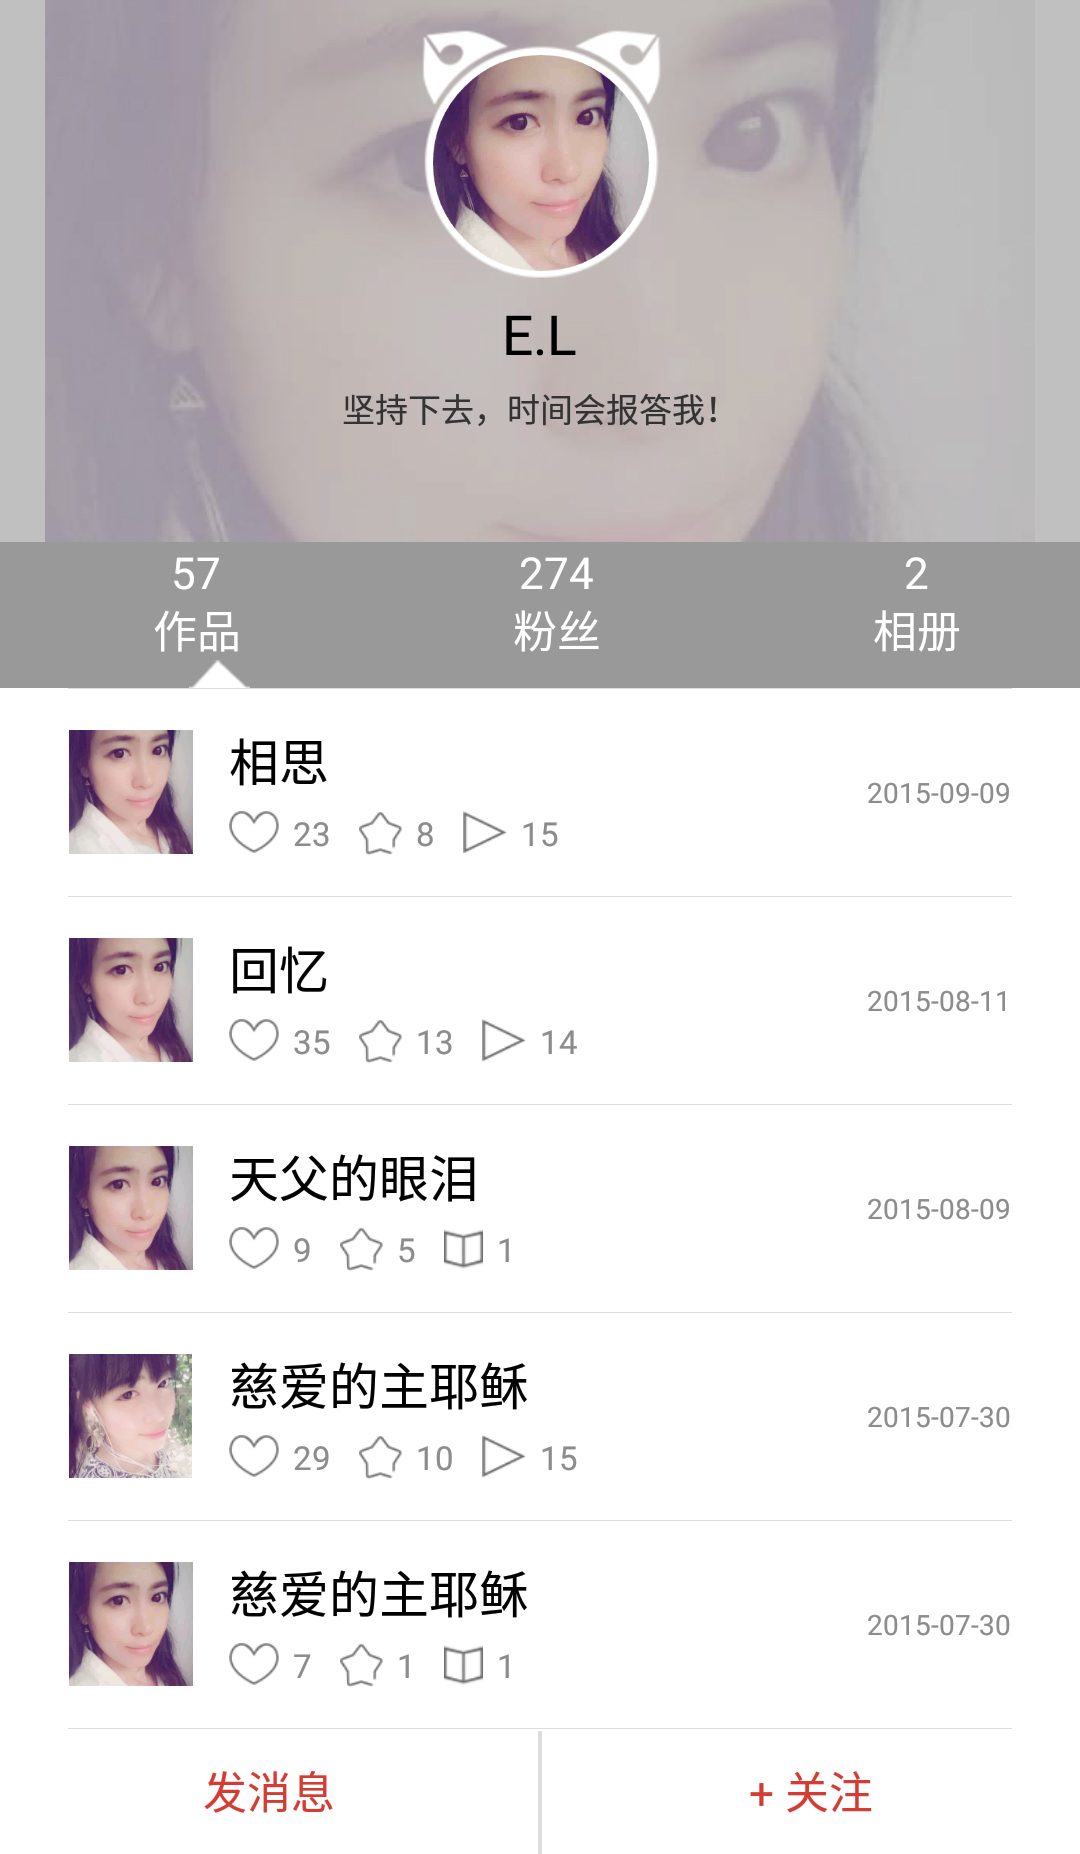 E.L
坚持下去，时间会报答我！
57 274 2
作品 粉丝 相册
相思
2015-09-09
23 8 15
回忆
2015-08-11
35 13 14
天父的眼泪
2015-08-09
9 5 1
慈爱的主耶稣
2015-07-30
29 10 15
慈爱的主耶稣
2015-07-30
7 1 1
发消息 + 关注